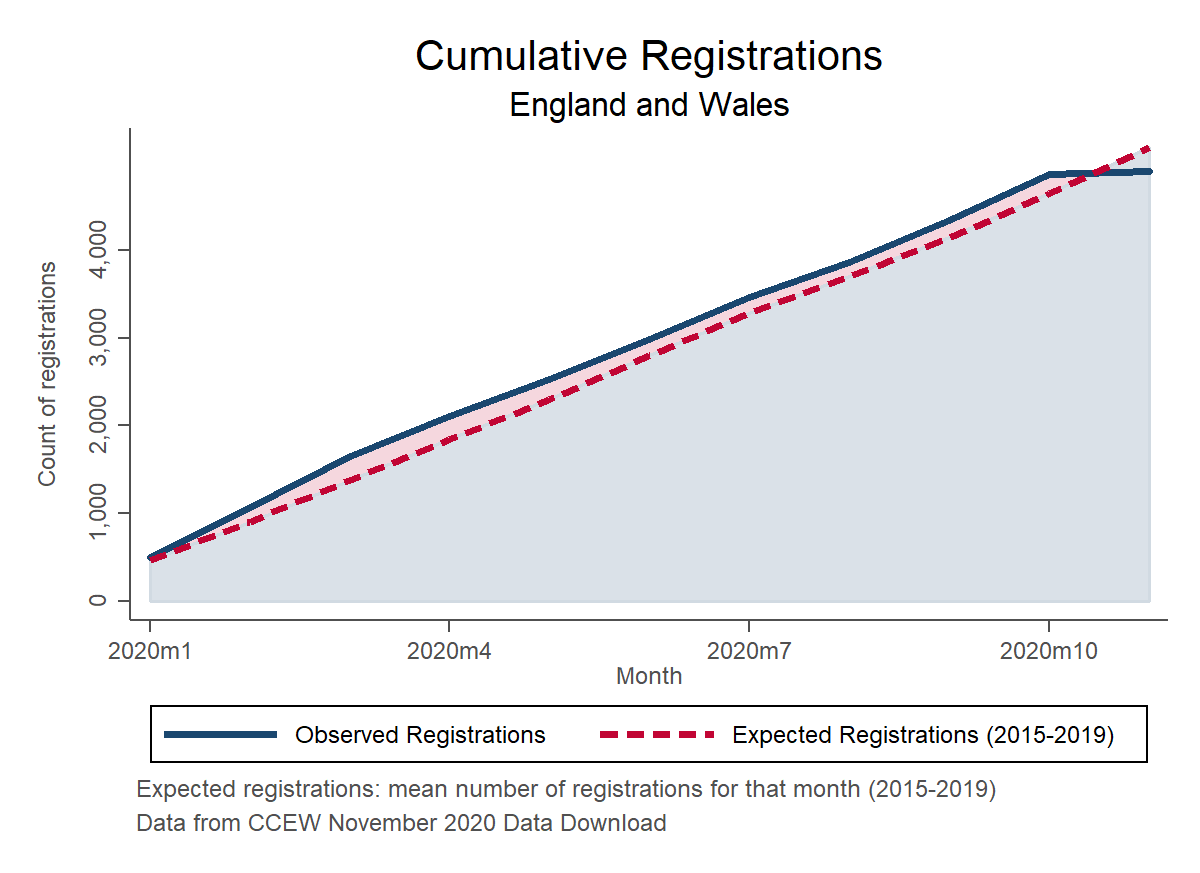 Cumulative Registrations
England and Wales
Count of registrations
4,000
3,000
2,000
1,000
0
2020m1 2020m4 2020m7 2020m10
Month
Observed Registrations Expected Registrations (2015-2019)
Expected registrations: mean number of registrations for that month (2015-2019)
Data from CCEW November 2020 Data Download